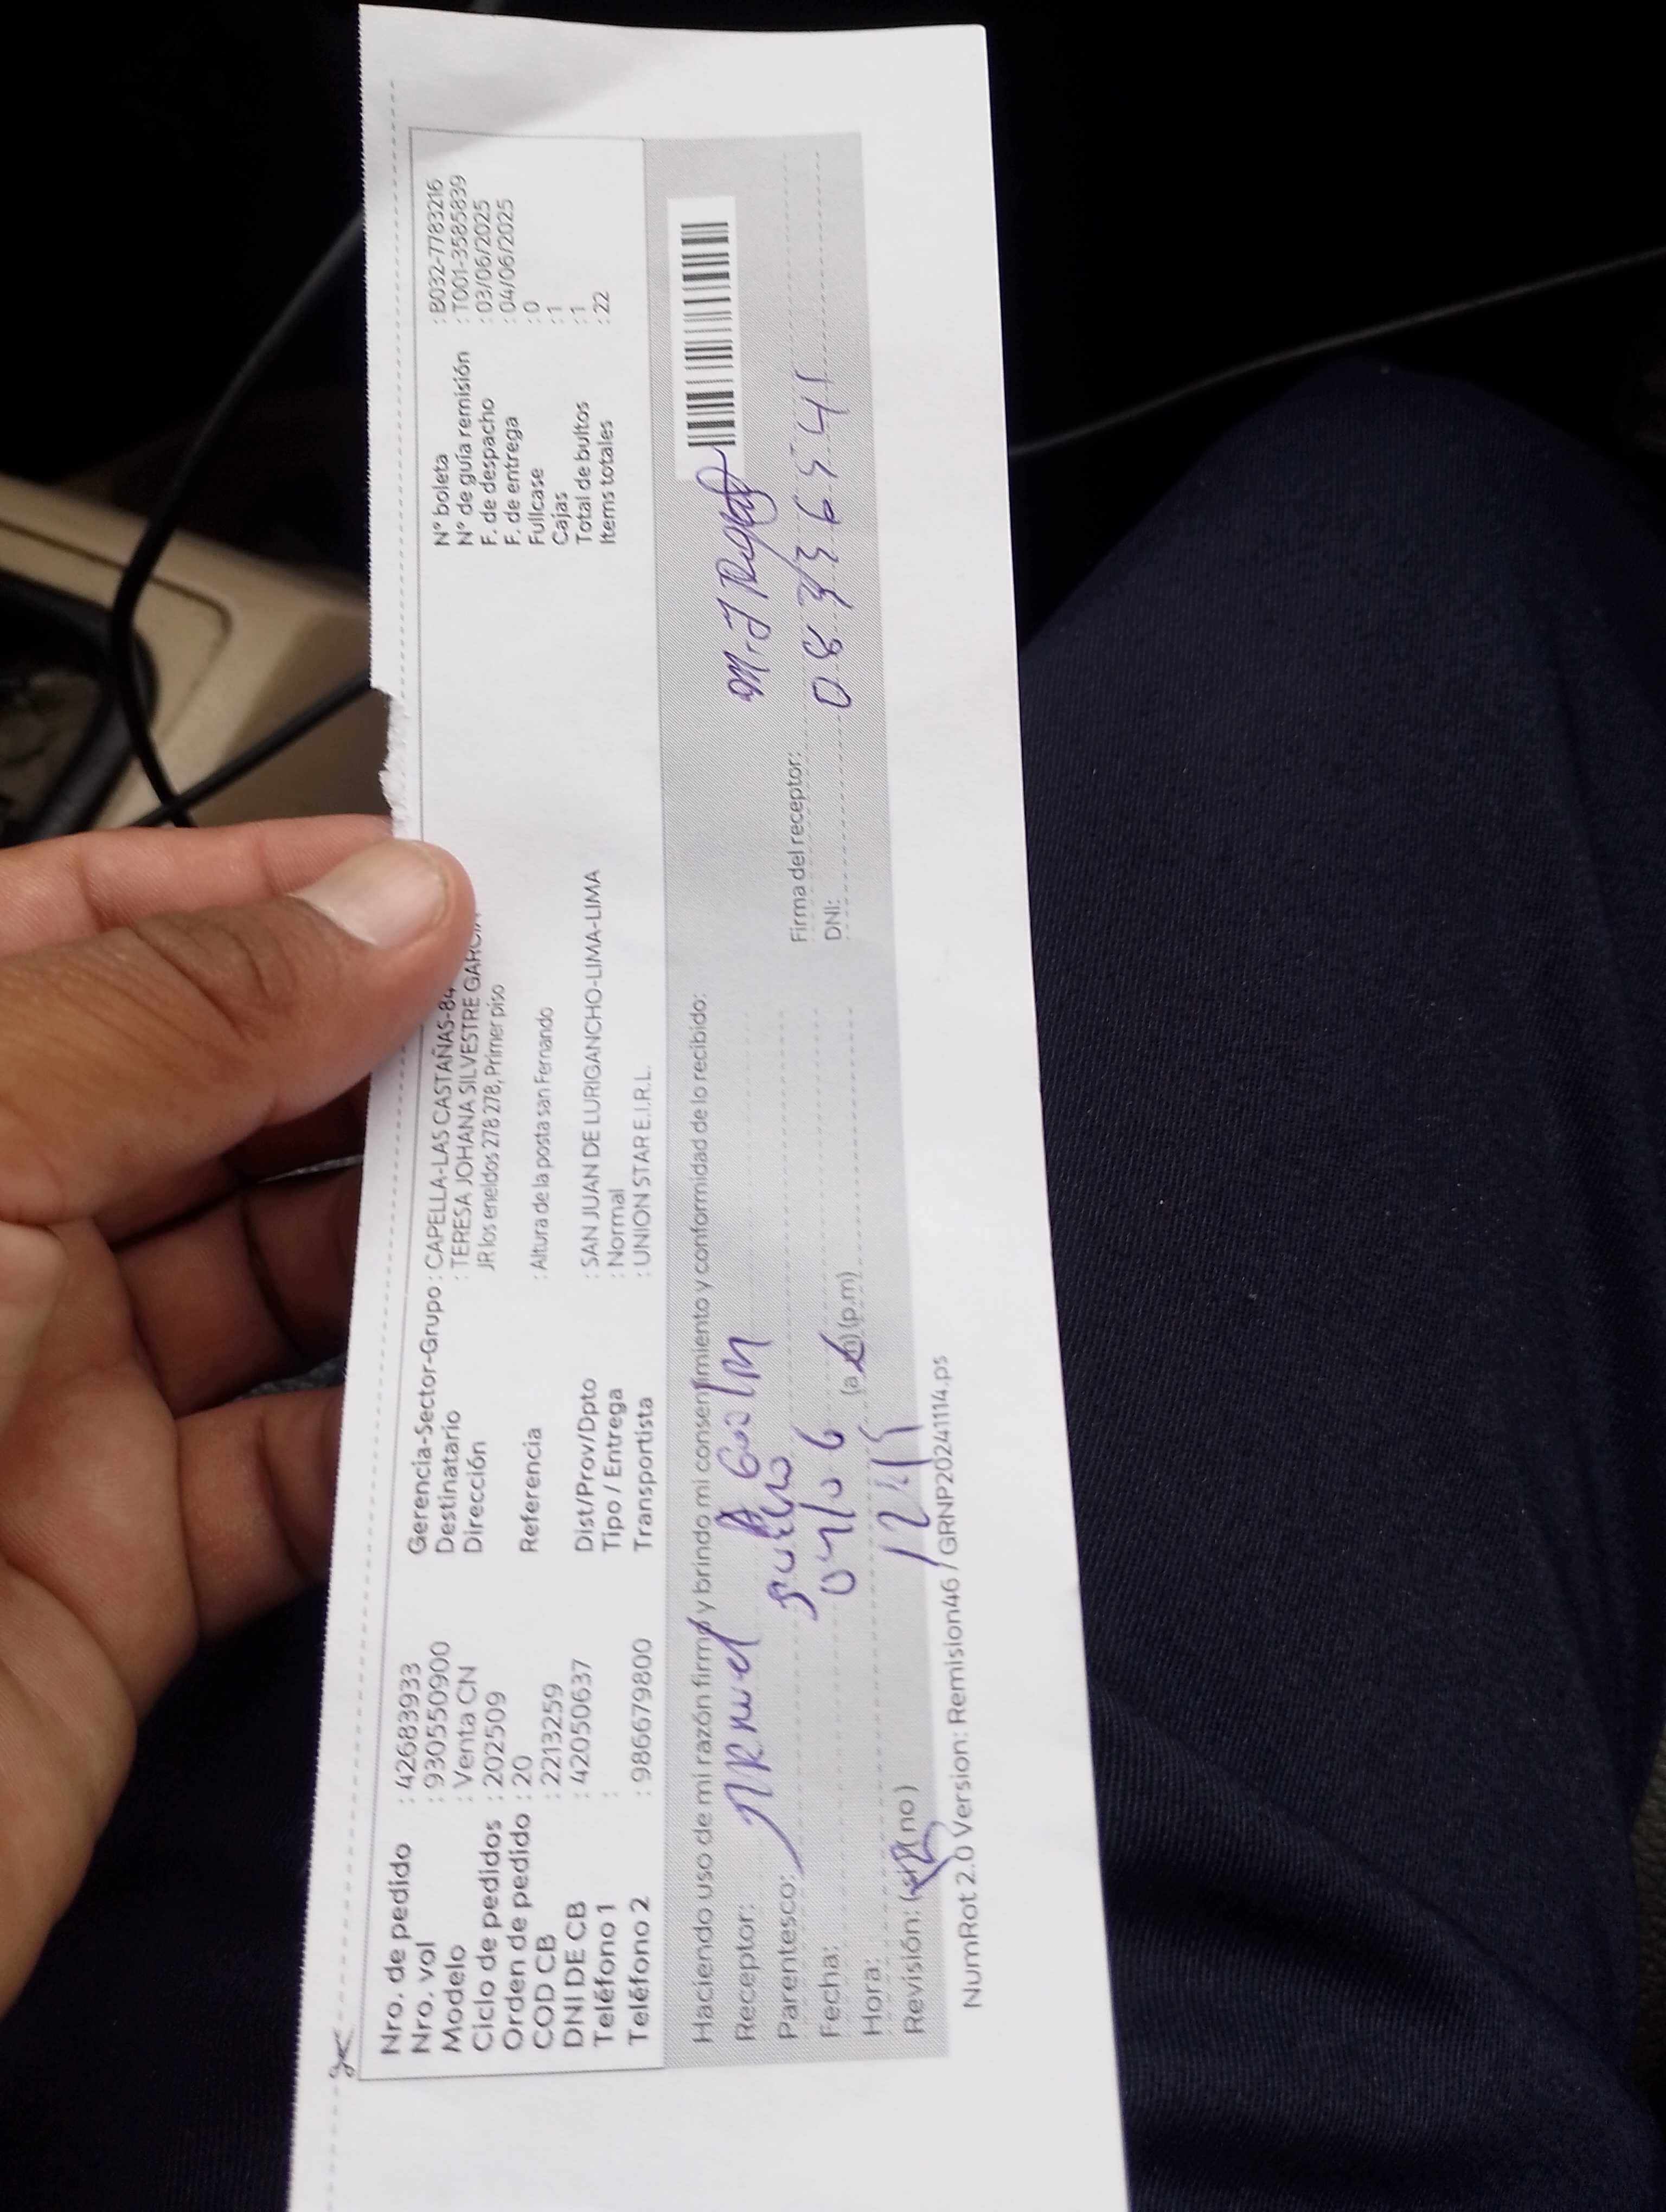 Nro. de pedido : 42683933
Nro. vol : 930550900
Modelo : Venta CN
Ciclo de pedidos : 202509
Orden de pedido : 20
COD CB : 2213259
DNI DE CB : 42050637
Teléfono 1 :
Teléfono 2 : 986679800
Gerencia-Sector-Grupo : CAPELLA-LAS CASTAÑAS-84
Destinatario : TERESA JOHANA SILVESTRE GARCIA
Dirección JR los eneldos 278 278, Primer piso
Referencia : Altura de la posta san Fernando
Dist/Prov/Dpto : SAN JUAN DE LURIGANCHO-LIMA-LIMA
Tipo / Entrega : Normal
Transportista : UNION STAR E.I.R.L.
N° boleta : B032-7783216
N° de guía remisión : T001-3585839
F. de despacho : 03/06/2025
F. de entrega : 04/06/2025
Fullcase : 0
Cajas : 1
Total de bultos : 1
Items totales : 22
Haciendo uso de mi razón firmo y brindo mi consentimiento y conformidad de lo recibido:
Receptor:
Parentesco:
Fecha: 04/06
Hora: 12:15 (a.m) (p.m)
Revisión: (si) (no)
Firma del receptor:
DNI:
NumRot 2.0 Version: Remision46 / GRNP20241114.ps